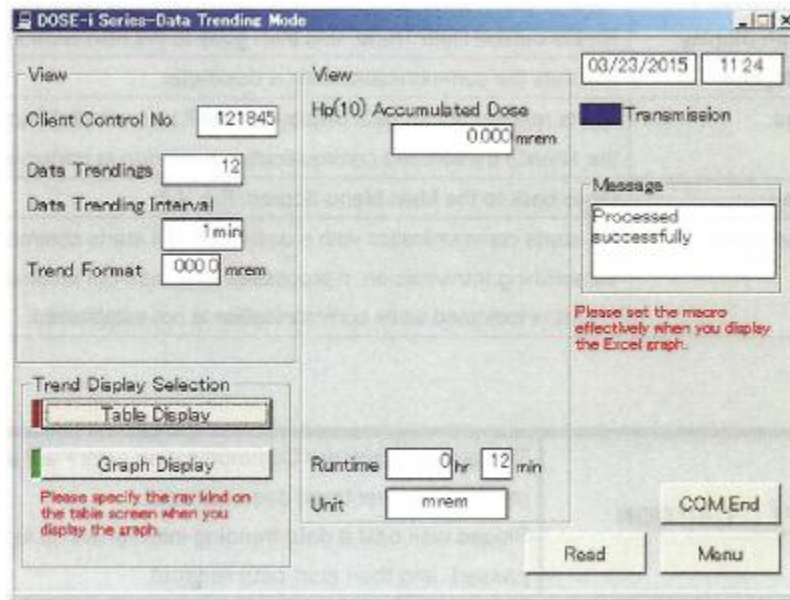 DOSE-i Series-Data Trending Mode
View
Client Control No
121845
Data Trendings
12
Data Trending Interval
1min
Trend Format
000.0
mrem
Trend Display Selection
Table Display
Graph Display
Please specify the ray kind on
the table screen when you
display the graph.
View
Hp(10) Accumulated Dose
0.000 mrem
Runtime
0 hr
12 min
Unit
mrem
03/23/2015
11:24
Transmission
Message
Processed
successfully
Please set the macro
effectively when you display
the Excel graph.
COM.End
Read
Menu